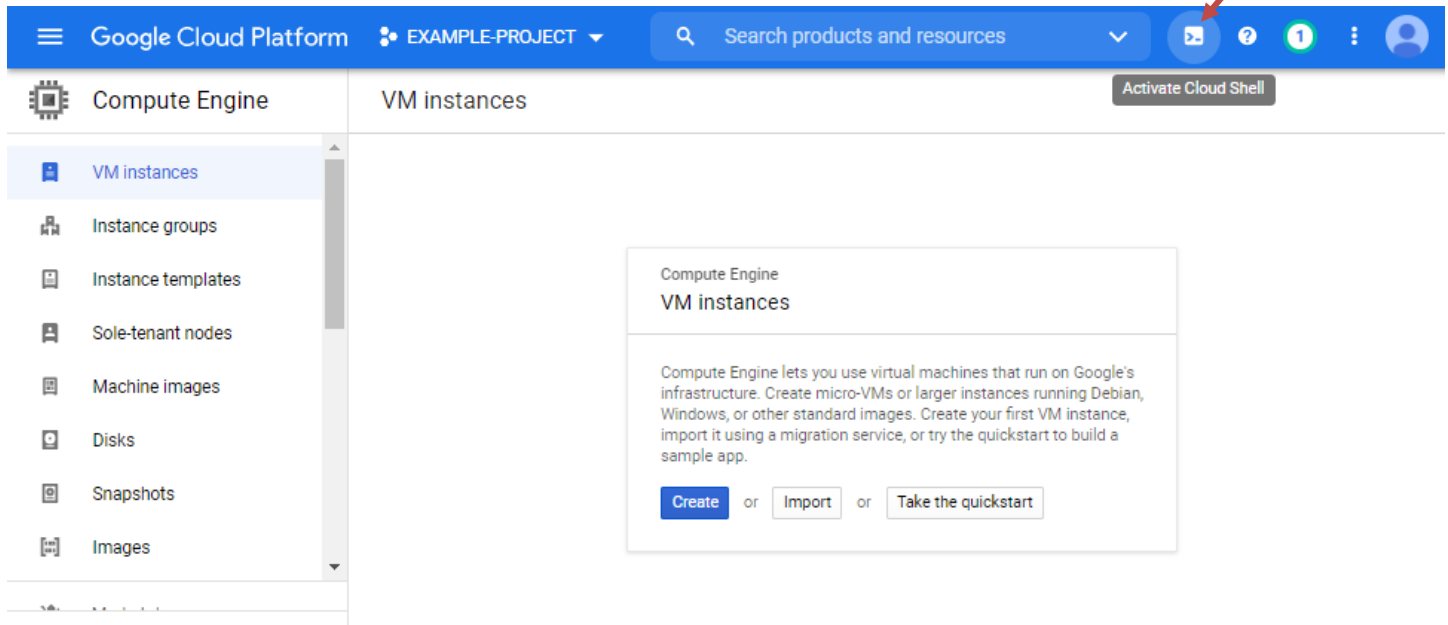 Google Cloud Platform
EXAMPLE-PROJECT
Search products and resources
1
Activate Cloud Shell
Compute Engine
VM instances
VM instances
Instance groups
Instance templates
Sole-tenant nodes
Machine images
Disks
Snapshots
Images
Compute Engine
VM instances
Compute Engine lets you use virtual machines that run on Google's
infrastructure. Create micro-VMs or larger instances running Debian,
Windows, or other standard images. Create your first VM instance,
import it using a migration service, or try the quickstart to build a
sample app.
Create or Import or Take the quickstart